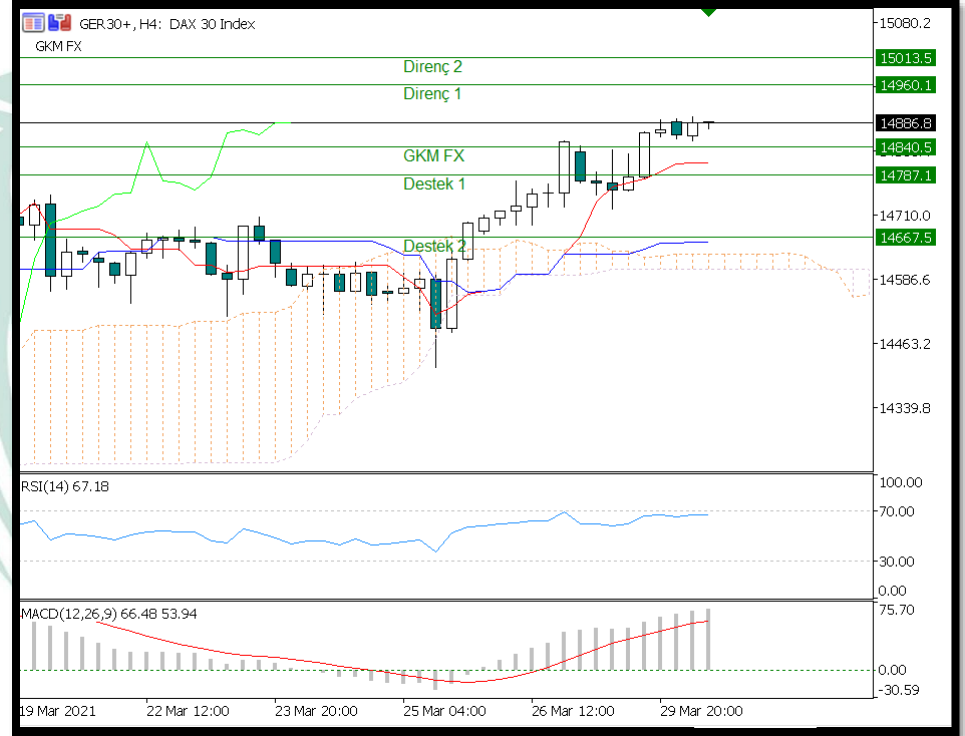 GER30+, H4: DAX 30 Index
GKM FX
15080.2
Direnç 2
15013.5
Direnç 1
14960.1
14886.8
14840.5
GKM FX
Destek 1
14787.1
14710.0
Destek 2
14667.5
14586.6
14463.2
14339.8
RSI(14) 67.18
100.00
70.00
30.00
0.00
MACD(12,26,9) 66.48 53.94
75.70
0.00
-30.59
19 Mar 2021
22 Mar 12:00
23 Mar 20:00
25 Mar 04:00
26 Mar 12:00
29 Mar 20:00